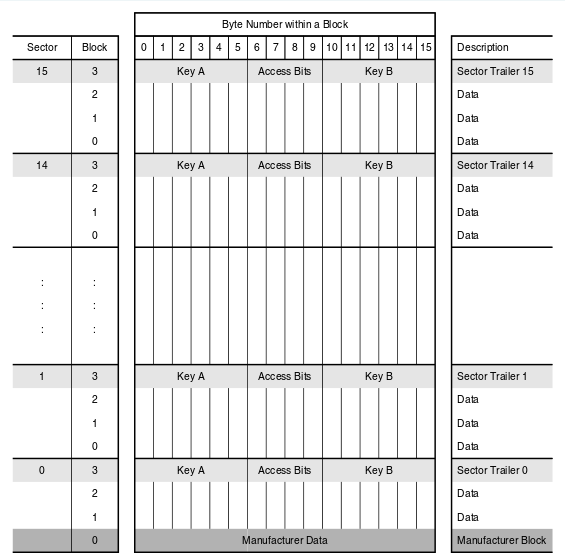 Byte Number within a Block
Sector Block 0 1 2 3 4 5 6 7 8 9 10 11 12 13 14 15 Description
15 3 Key A Access Bits Key B Sector Trailer 15
2 Data
1 Data
0 Data
14 3 Key A Access Bits Key B Sector Trailer 14
2 Data
1 Data
0 Data
: :
: :
: :
1 3 Key A Access Bits Key B Sector Trailer 1
2 Data
1 Data
0 Data
0 3 Key A Access Bits Key B Sector Trailer 0
2 Data
1 Data
0 Manufacturer Data Manufacturer Block